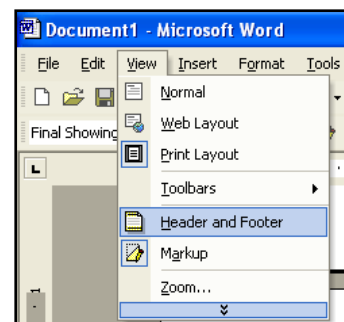 Document1 - Microsoft Word
File Edit View Insert Format Tools
Final Showing
Normal
Web Layout
Print Layout
Toolbars
Header and Footer
Markup
Zoom...